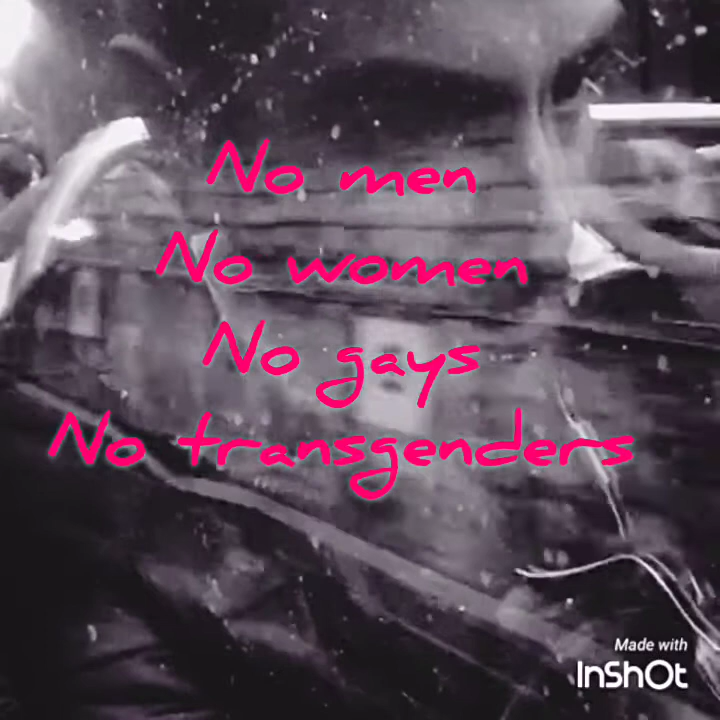 No men
No women
No gays
No transgenders
Made with
InShOt